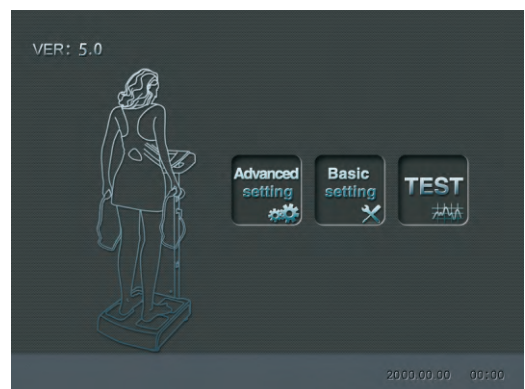 VER: 5.0
Advanced
setting
Basic
setting
TEST
2000.00.00 00:00